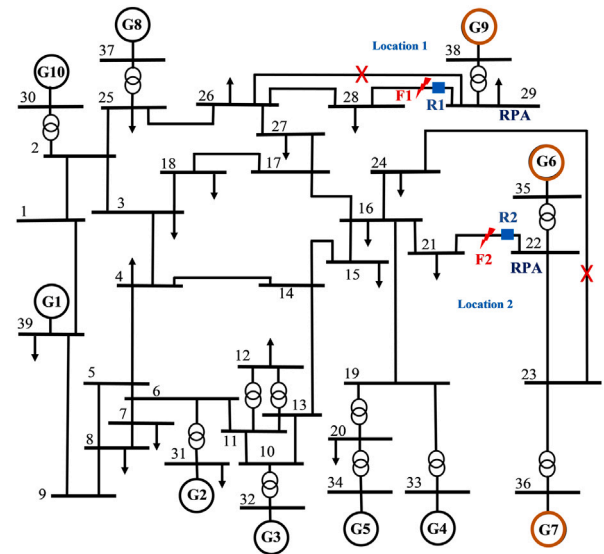 G8
G9
37
Location 1
38
G10
26
X
F1
R1
29
30
25
28
RPA
27
2
24
G6
18
17
35
1
3
16
R2
21
22
F2
RPA
15
4
14
Location 2
X
G1
39
12
5
19
23
6
7
13
11
20
8
31
10
9
G2
32
34
33
36
G3
G5
G4
G7